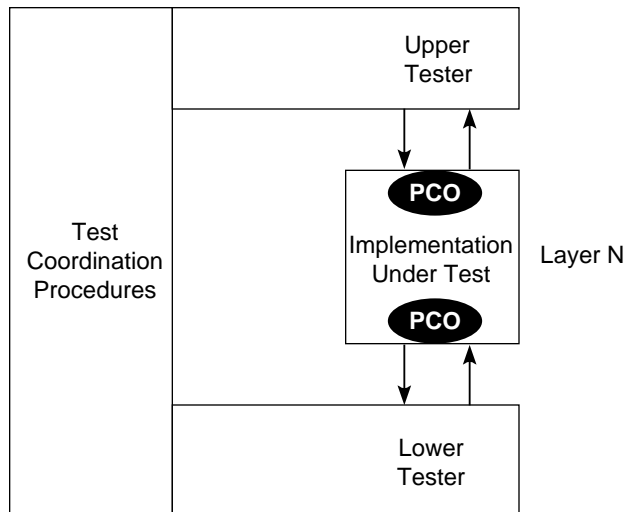 Upper
Tester
PCO
Test
Coordination
Procedures
Implementation
Under Test
Layer N
PCO
Lower
Tester